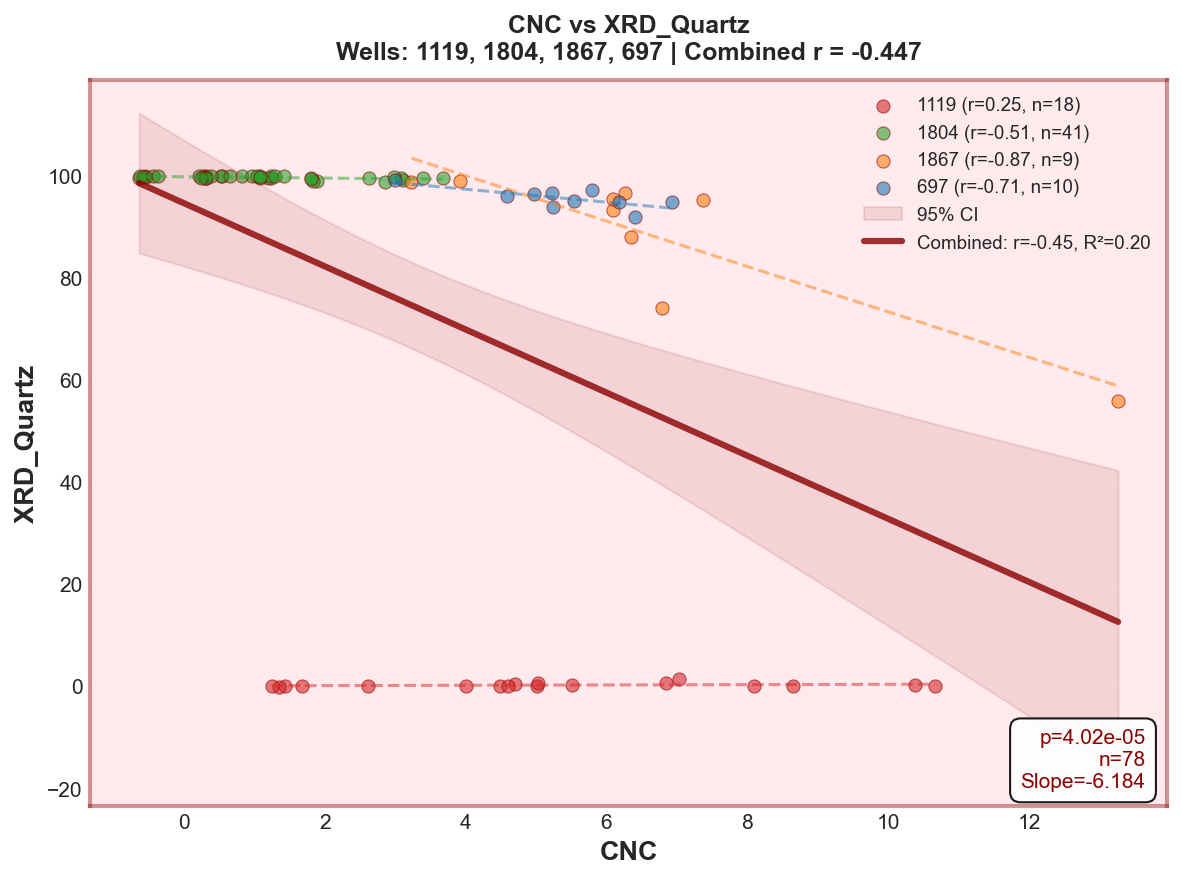 CNC vs XRD_Quartz
Wells: 1119, 1804, 1867, 697 | Combined r = -0.447
1119 (r=0.25, n=18)
1804 (r=-0.51, n=41)
1867 (r=-0.87, n=9)
697 (r=-0.71, n=10)
95% CI
Combined: r=-0.45, R²=0.20
XRD_Quartz
100
80
60
40
20
0
−20
p=4.02e-05
n=78
Slope=-6.184
0 2 4 6 8 10 12
CNC